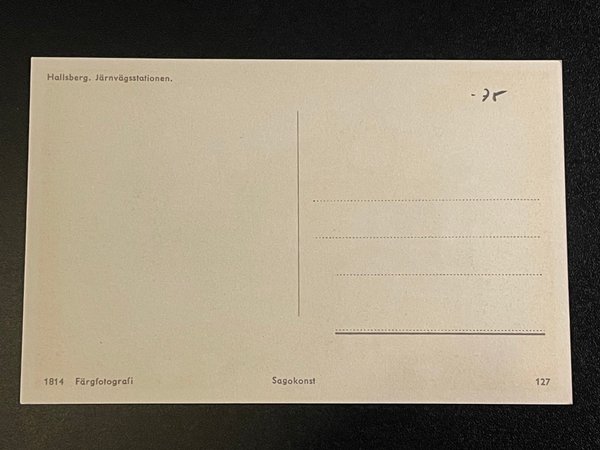 Hallsberg. Järnvägsstationen.
-75
1814 Färgfotografi Sagokonst 127